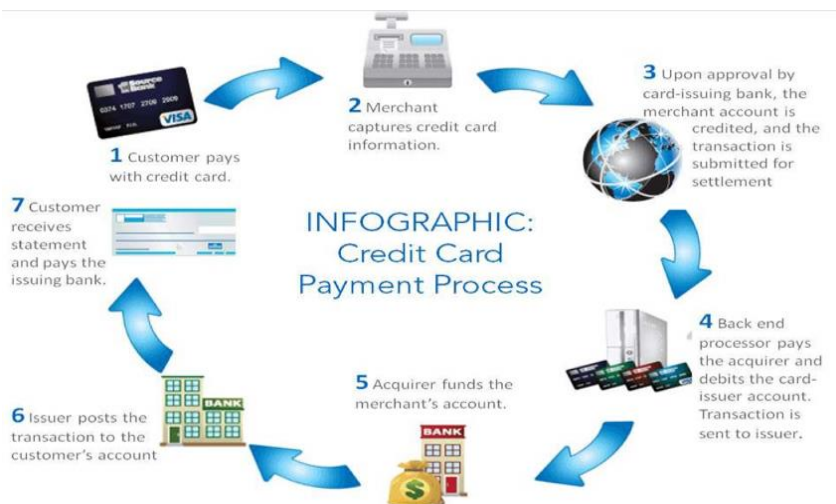 Source
Bank
VISA
1 Customer pays
with credit card.
2 Merchant
captures credit card
information.
3 Upon approval by
card-issuing bank, the
merchant account is
credited, and the
transaction is
submitted for
settlement
INFOGRAPHIC:
Credit Card
Payment Process
4 Back end
processor pays
the acquirer and
debits the card-
issuer account.
Transaction is
sent to issuer.
5 Acquirer funds the
merchant's account.
BANK
$
6 Issuer posts the
transaction to the
customer's account
BANK
7 Customer
receives
statement
and pays the
issuing bank.